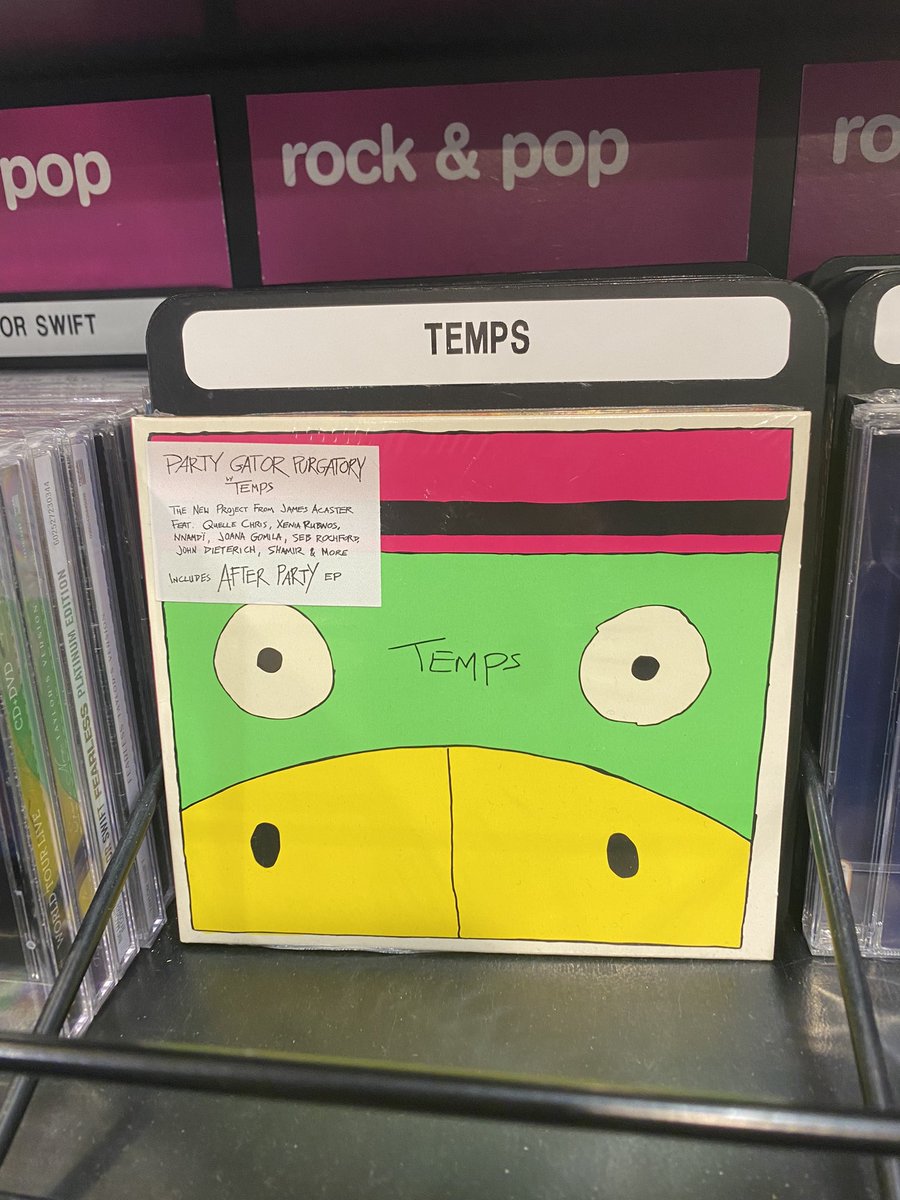 pop
rock & pop
ro
OR SWIFT
TEMPS
PARTY GATOR PURGATORY
BY TEMPS
THE NEW PROJECT FROM JAMES ACASTER
FEAT. QUELLE CHRIS, XENIA RUBINOS,
NNAMDÏ, JOANA GOMILA, SEB ROCHFORD,
JOHN DIETERICH, SHAMIR & MORE
INCLUDES AFTER PARTY EP
TEMPS
602527230344
CD+DVD
WORLD TOUR LIVE
SWIFT FEARLESS PLATINUM EDITION